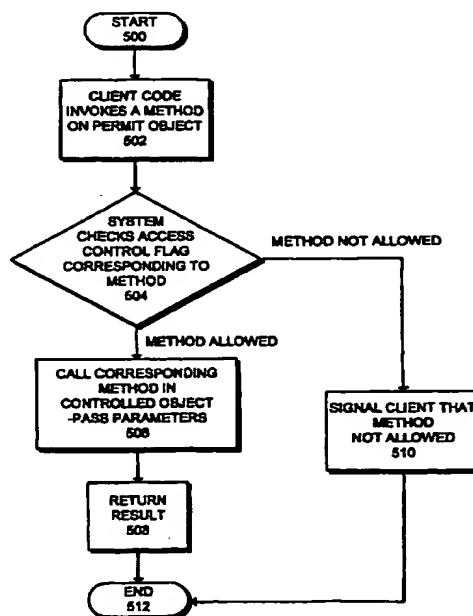 START
500
CLIENT CODE
INVOKES A METHOD
ON PERMIT OBJECT
502
SYSTEM
CHECKS ACCESS
CONTROL FLAG
CORRESPONDING TO
METHOD
504
METHOD NOT ALLOWED
METHOD ALLOWED
CALL CORRESPONDING
METHOD IN
CONTROLLED OBJECT
-PASS PARAMETERS
506
SIGNAL CLIENT THAT
METHOD
NOT ALLOWED
510
RETURN
RESULT
508
END
512